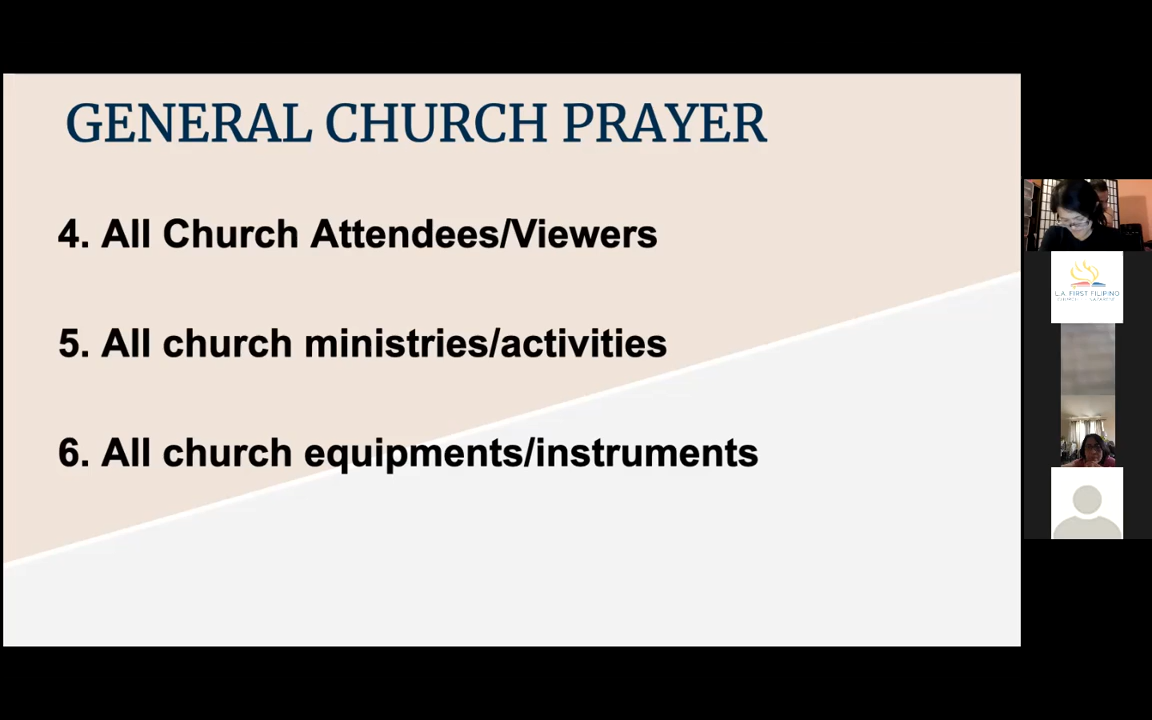 GENERAL CHURCH PRAYER
4. All Church Attendees/Viewers
5. All church ministries/activities
6. All church equipments/instruments
L.A. FIRST FILIPINO
CHURCH